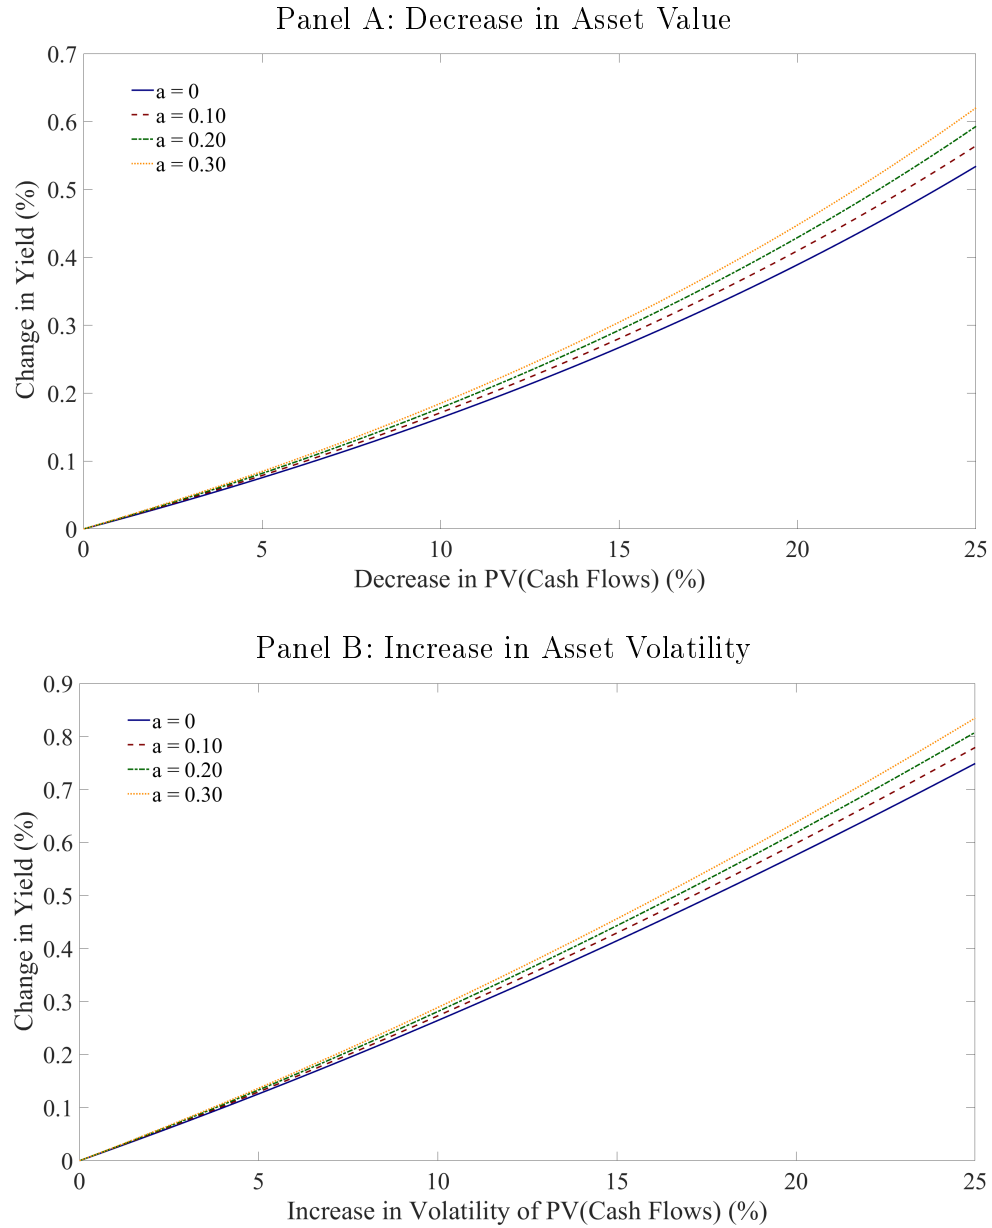 Panel A: Decrease in Asset Value
0.7
a = 0
a = 0.10
a = 0.20
a = 0.30
0.6
0.5
0.4
0.3
0.2
0.1
0
Change in Yield (%)
0 5 10 15 20 25
Decrease in PV(Cash Flows) (%)
Panel B: Increase in Asset Volatility
0.9
a = 0
a = 0.10
a = 0.20
a = 0.30
0.8
0.7
0.6
0.5
0.4
0.3
0.2
0.1
0
Change in Yield (%)
0 5 10 15 20 25
Increase in Volatility of PV(Cash Flows) (%)